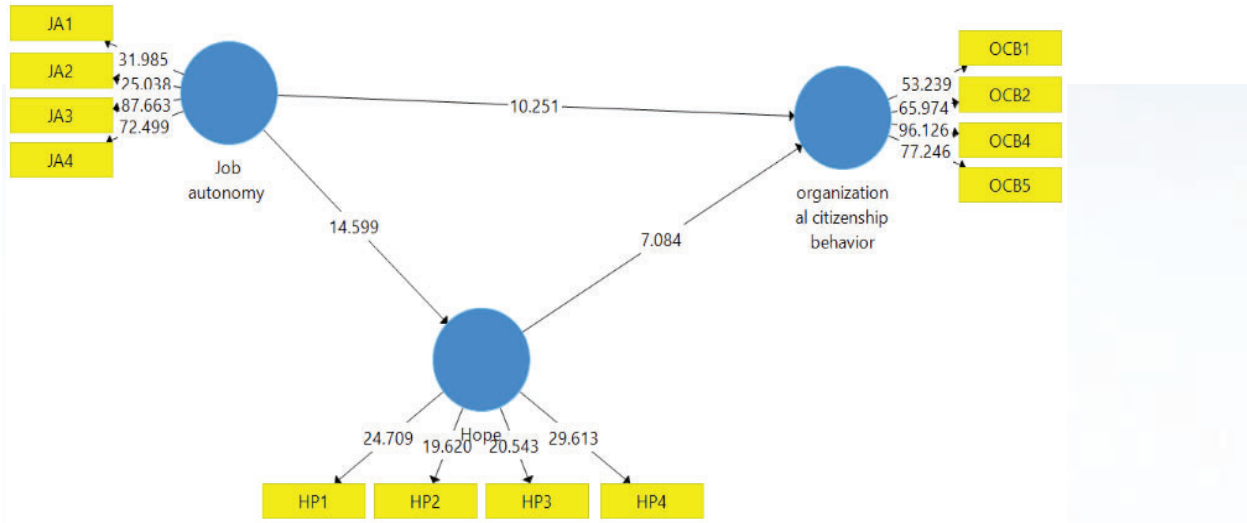 JA1
JA2
JA3
JA4
31.985
25.038
87.663
72.499
Job
autonomy
10.251
14.599
7.084
OCB1
OCB2
OCB4
OCB5
53.239
65.974
96.126
77.246
organization
al citizenship
behavior
Hope
24.709
19.620
20.543
29.613
HP1
HP2
HP3
HP4